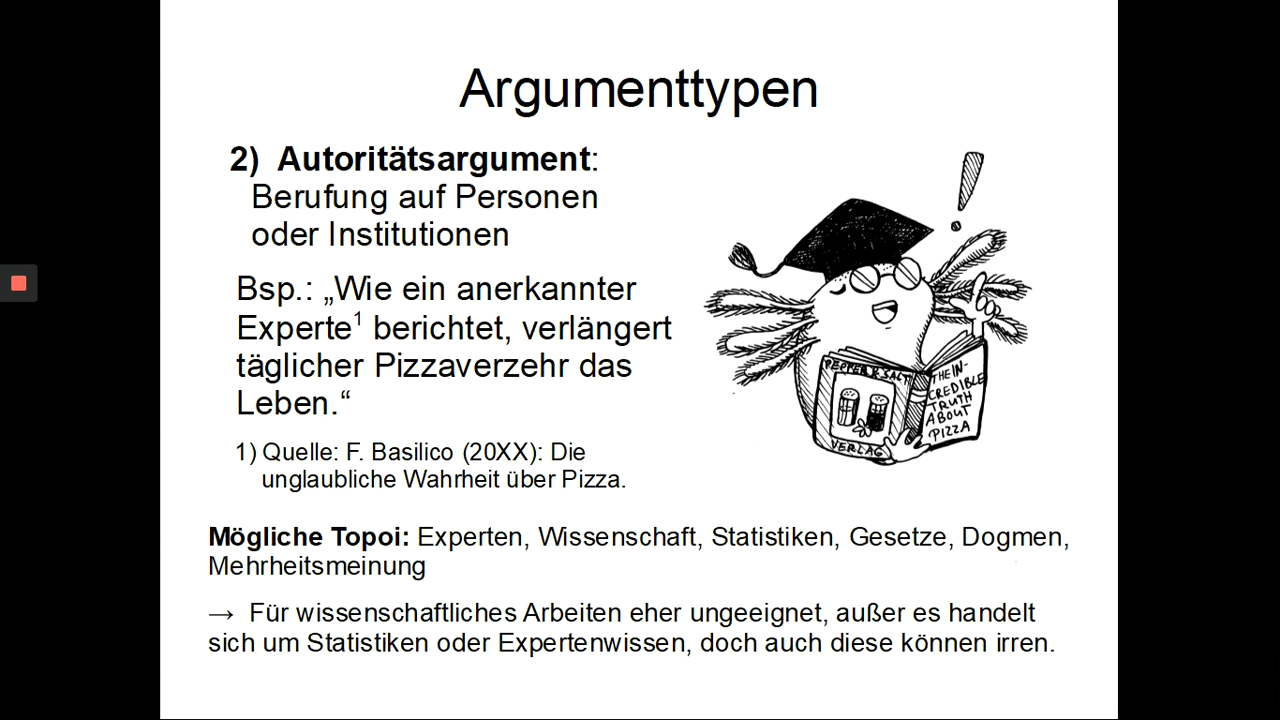 Argumenttypen
2) Autoritätsargument:
Berufung auf Personen
oder Institutionen
Bsp.: „Wie ein anerkannter
Experte1 berichtet, verlängert
täglicher Pizzaverzehr das
Leben.“
1) Quelle: F. Basilico (20XX): Die
unglaubliche Wahrheit über Pizza.
PEPPER & SALT
VERLAG
THE IN-
CREDIBLE
TRUTH
ABOUT
PIZZA
Mögliche Topoi: Experten, Wissenschaft, Statistiken, Gesetze, Dogmen,
Mehrheitsmeinung
→ Für wissenschaftliches Arbeiten eher ungeeignet, außer es handelt
sich um Statistiken oder Expertenwissen, doch auch diese können irren.